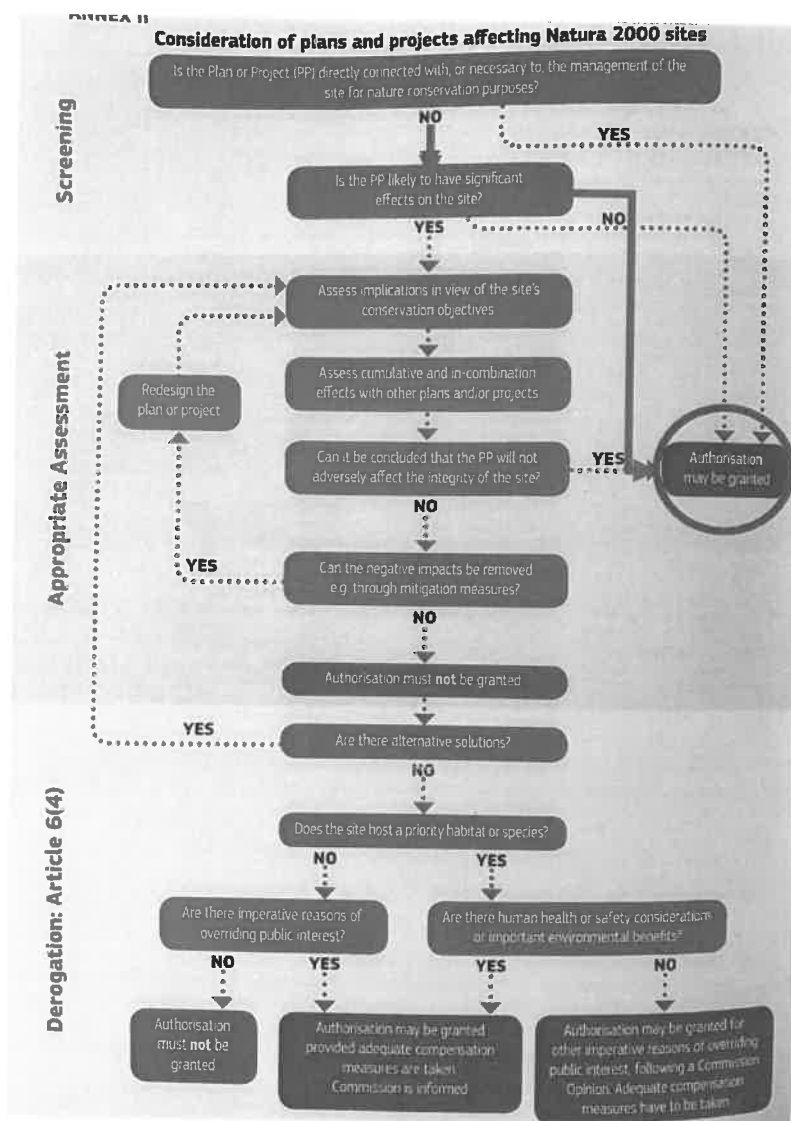 ANNEX II
Consideration of plans and projects affecting Natura 2000 sites
Is the Plan or Project (PP) directly connected with, or necessary to, the management of the
site for nature conservation purposes?
Screening
NO
YES
Is the PP likely to have significant
effects on the site?
NO
YES
Assess implications in view of the site's
conservation objectives
Appropriate Assessment
Redesign the
plan or project
Assess cumulative and in-combination
effects with other plans and/or projects
Can it be concluded that the PP will not
adversely affect the integrity of the site?
YES
Authorisation
may be granted
NO
YES
Can the negative impacts be removed
e.g. through mitigation measures?
NO
Authorisation must not be granted
YES
Are there alternative solutions?
NO
Derogation: Article 6(4)
Does the site host a priority habitat or species?
NO
YES
Are there imperative reasons of
overriding public interest?
Are there human health or safety considerations
or important environmental benefits?
NO
YES
YES
NO
Authorisation
must not be
granted
Authorisation may be granted
provided adequate compensation
measures are taken
Commission is informed
Authorisation may be granted for
other imperative reasons of overriding
public interest, following a Commission
Opinion. Adequate compensation
measures have to be taken